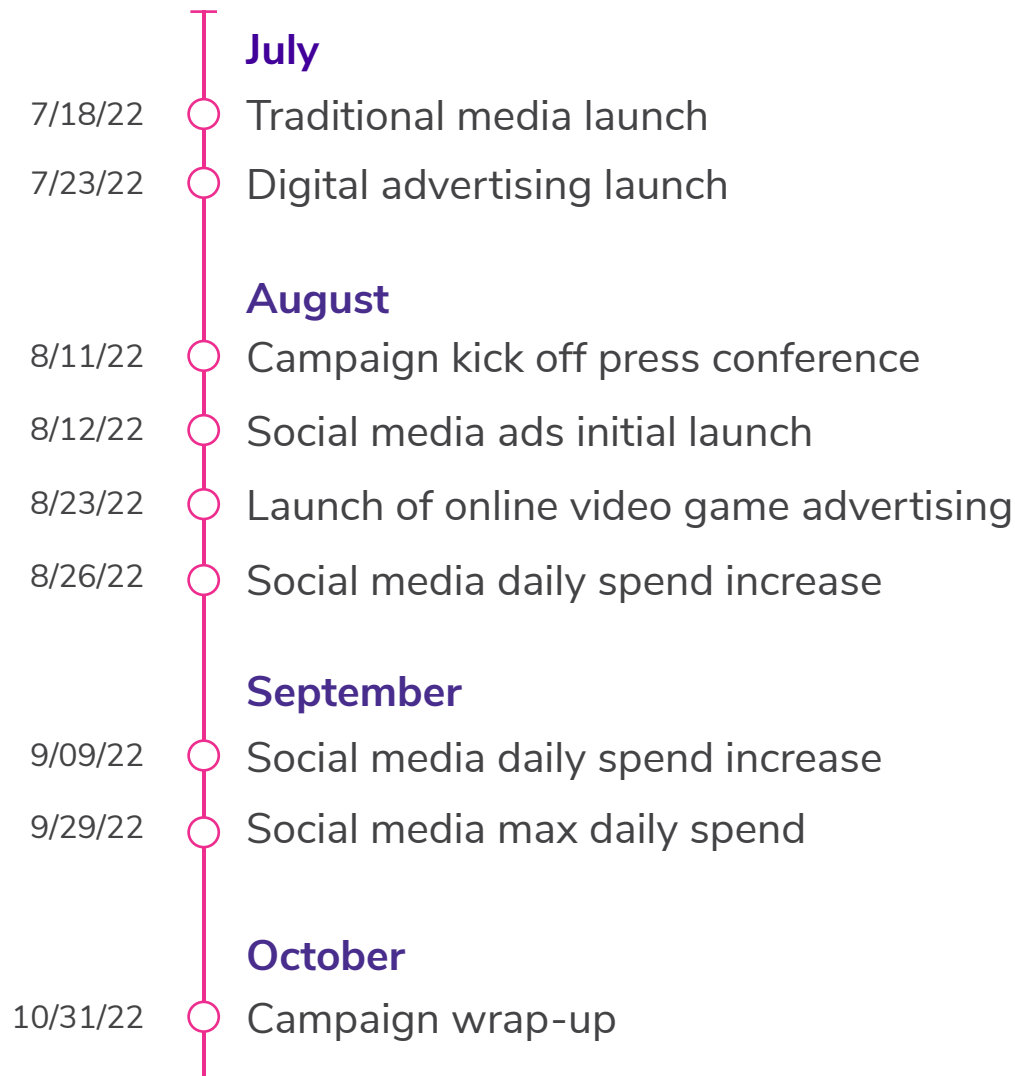 July
7/18/22 Traditional media launch
7/23/22 Digital advertising launch
August
8/11/22 Campaign kick off press conference
8/12/22 Social media ads initial launch
8/23/22 Launch of online video game advertising
8/26/22 Social media daily spend increase
September
9/09/22 Social media daily spend increase
9/29/22 Social media max daily spend
October
10/31/22 Campaign wrap-up